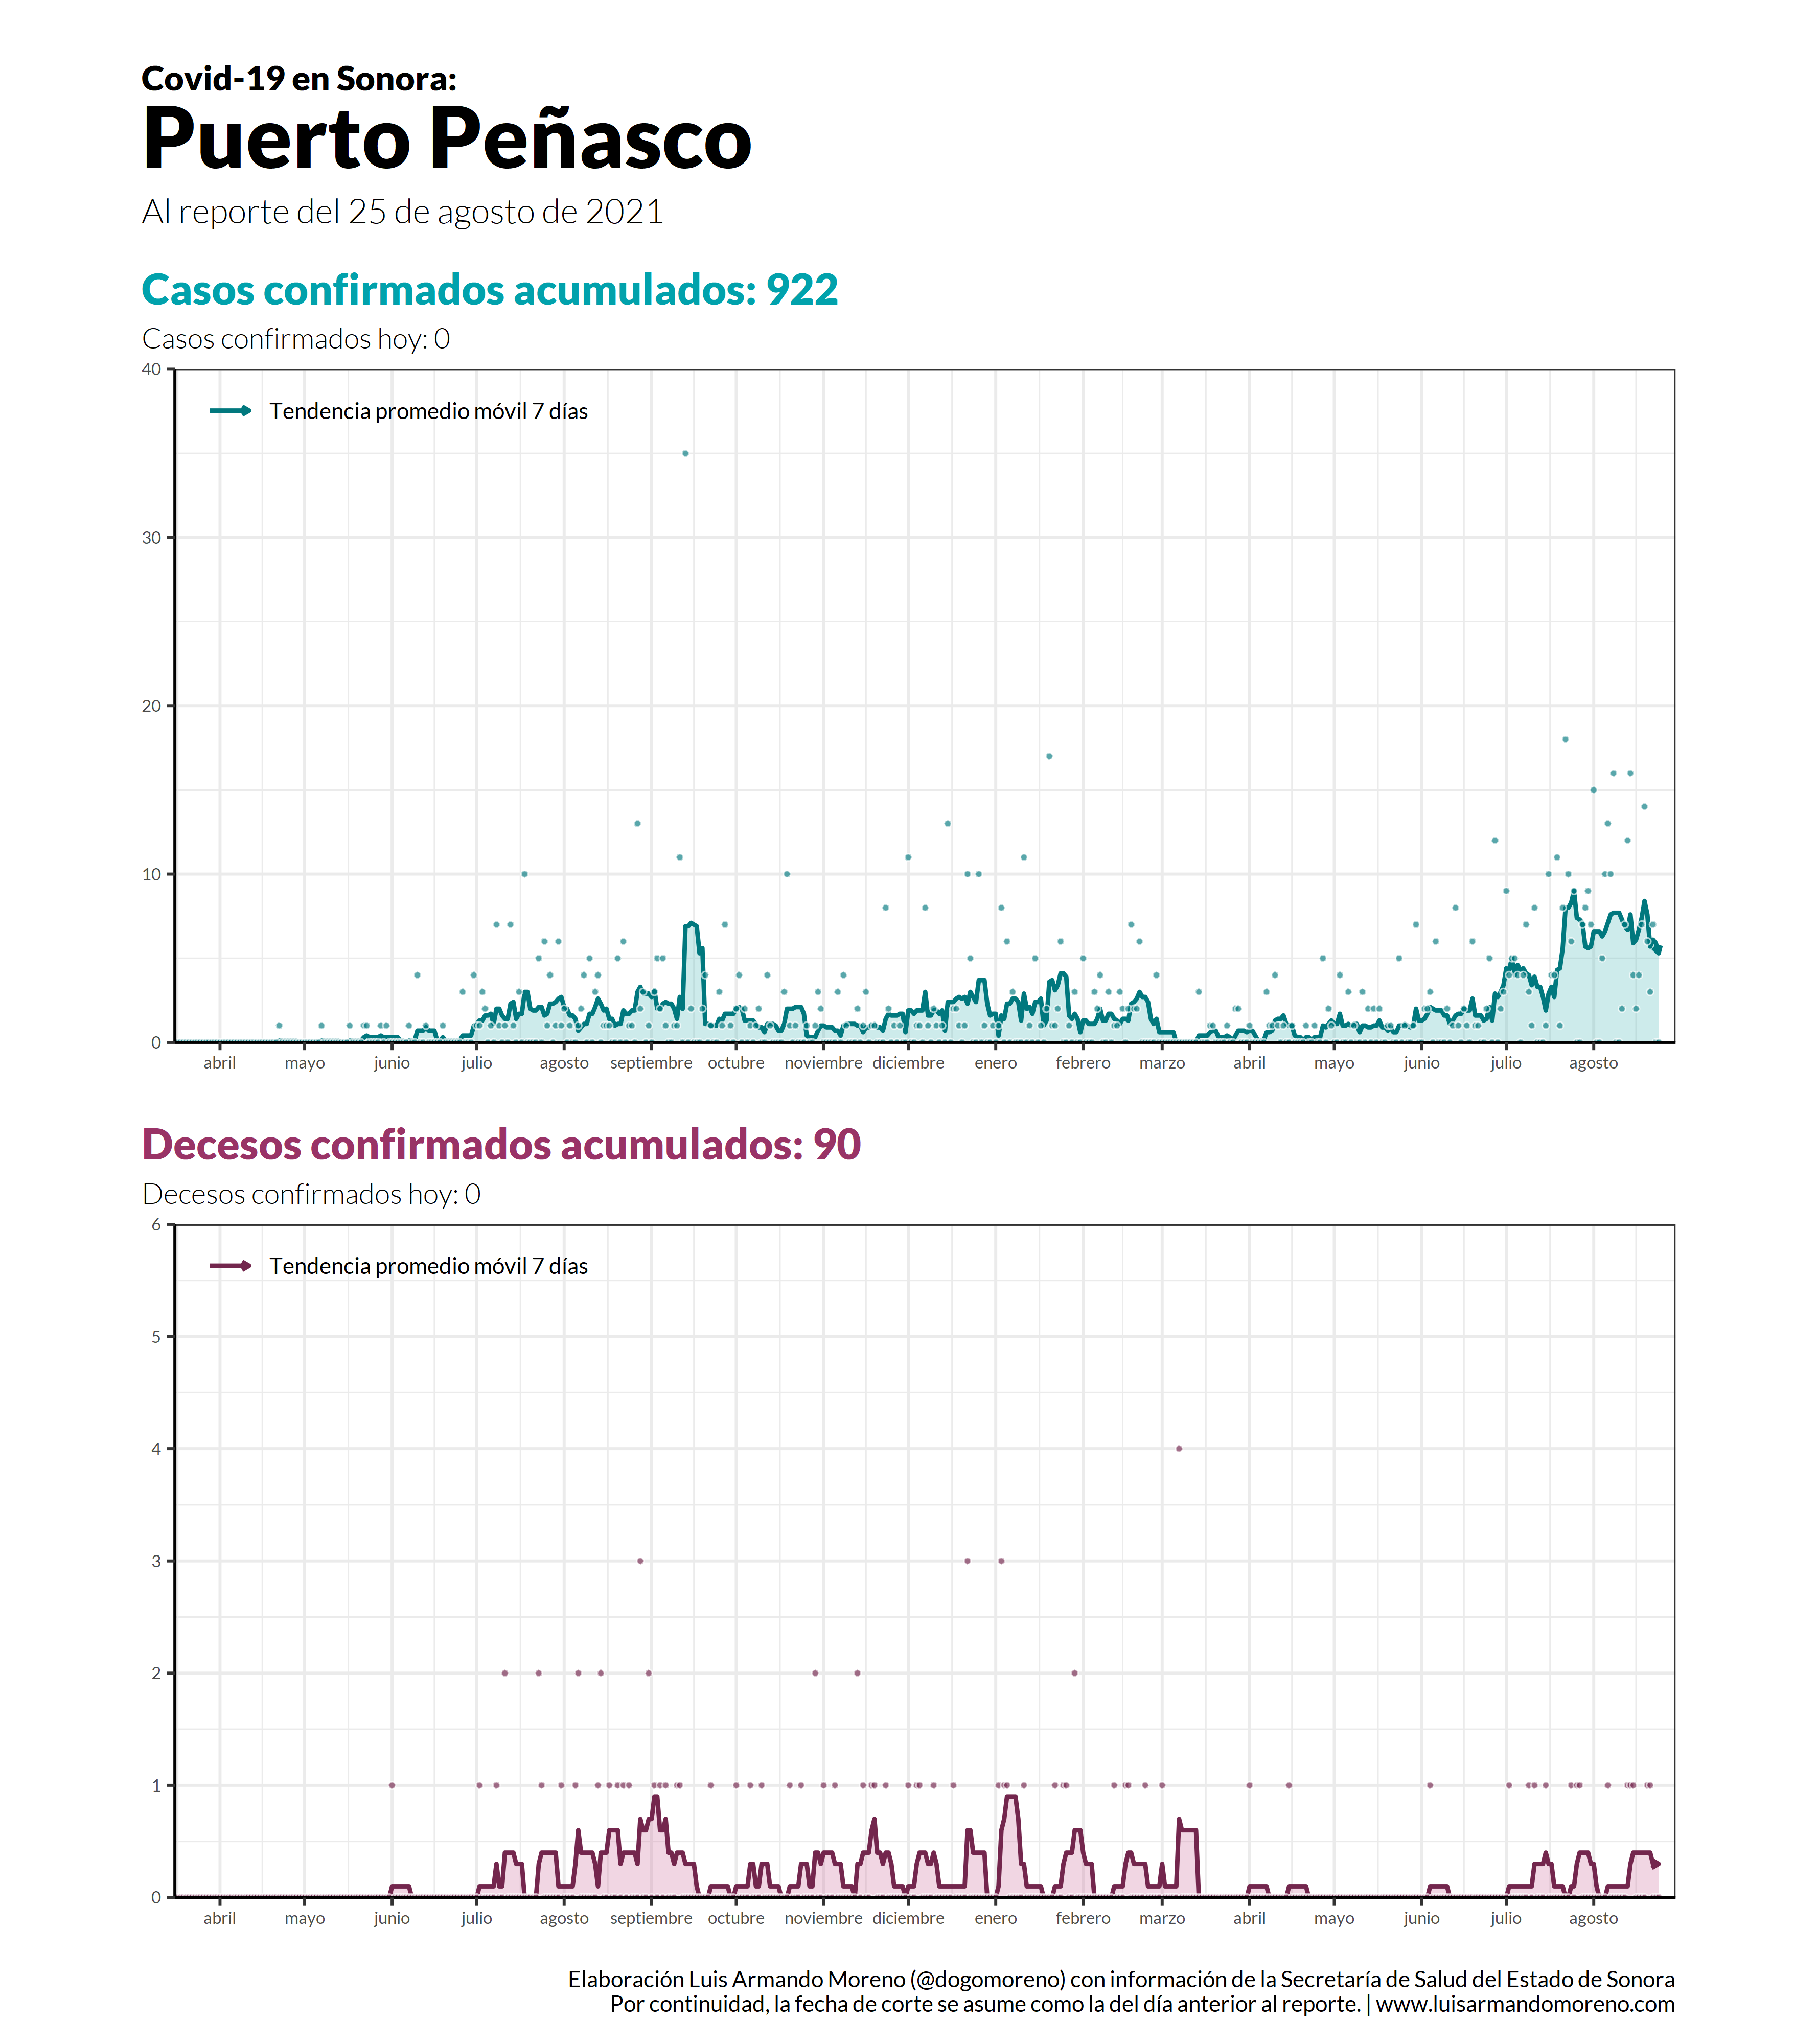 Covid-19 en Sonora:
Puerto Peñasco
Al reporte del 25 de agosto de 2021
Casos confirmados acumulados: 922
Casos confirmados hoy: 0
40
Tendencia promedio móvil 7 días
30
20
10
0
abril mayo junio julio agosto septiembre octubre noviembre diciembre enero febrero marzo abril mayo junio julio agosto
Decesos confirmados acumulados: 90
Decesos confirmados hoy: 0
6
Tendencia promedio móvil 7 días
5
4
3
2
1
0
abril mayo junio julio agosto septiembre octubre noviembre diciembre enero febrero marzo abril mayo junio julio agosto
Elaboración Luis Armando Moreno (@dogomoreno) con información de la Secretaría de Salud del Estado de Sonora
Por continuidad, la fecha de corte se asume como la del día anterior al reporte. | www.luisarmandomoreno.com